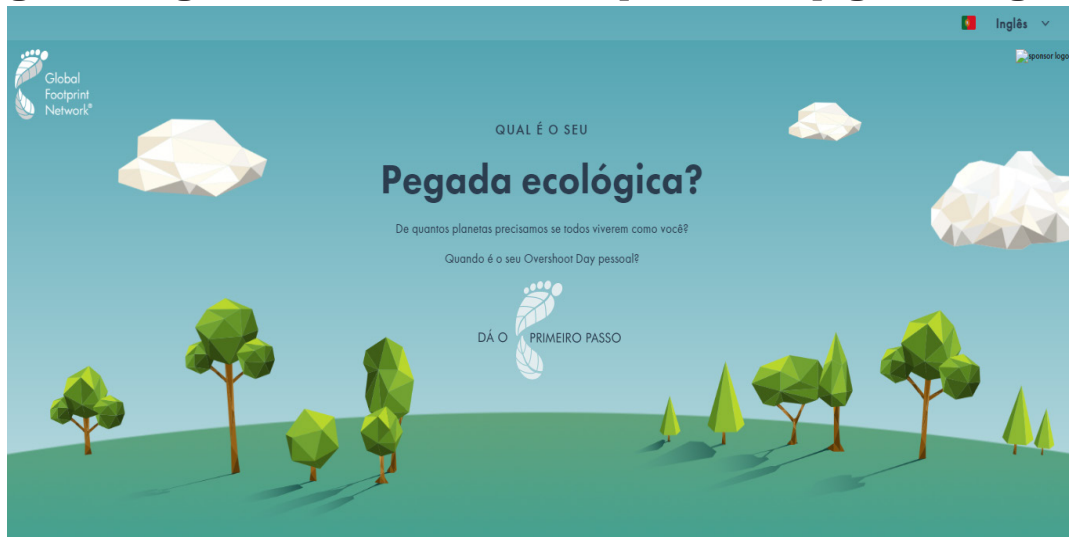 Inglês
sponsor logo
Global
Footprint
Network®
QUAL É O SEU
Pegada ecológica?
De quantos planetas precisamos se todos viverem como você?
Quando é o seu Overshoot Day pessoal?
DÁ O PRIMEIRO PASSO